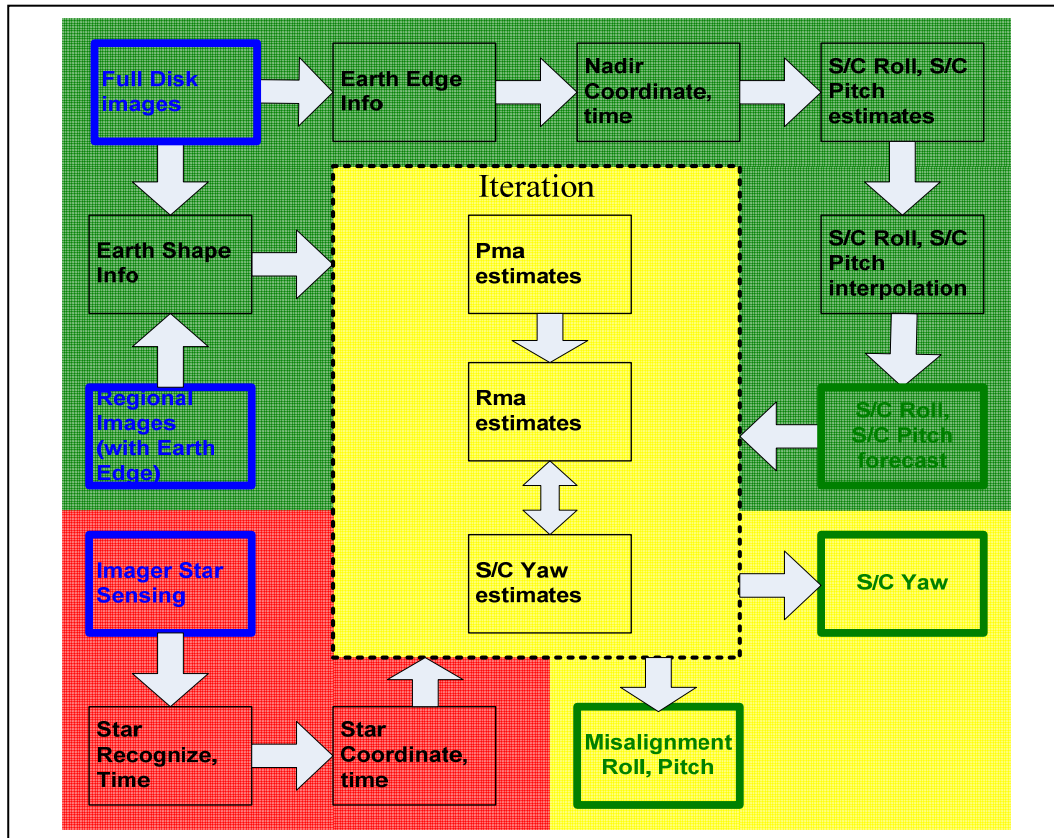 Full Disk
images
Earth Edge
Info
Nadir
Coordinate,
time
S/C Roll, S/C
Pitch
estimates
Iteration
Earth Shape
Info
Pma
estimates
S/C Roll, S/C
Pitch
interpolation
Regional
Images
(with Earth
Edge)
Rma
estimates
S/C Roll,
S/C Pitch
forecast
Imager Star
Sensing
S/C Yaw
estimates
S/C Yaw
Star
Recognize,
Time
Star
Coordinate,
time
Misalignment
Roll, Pitch